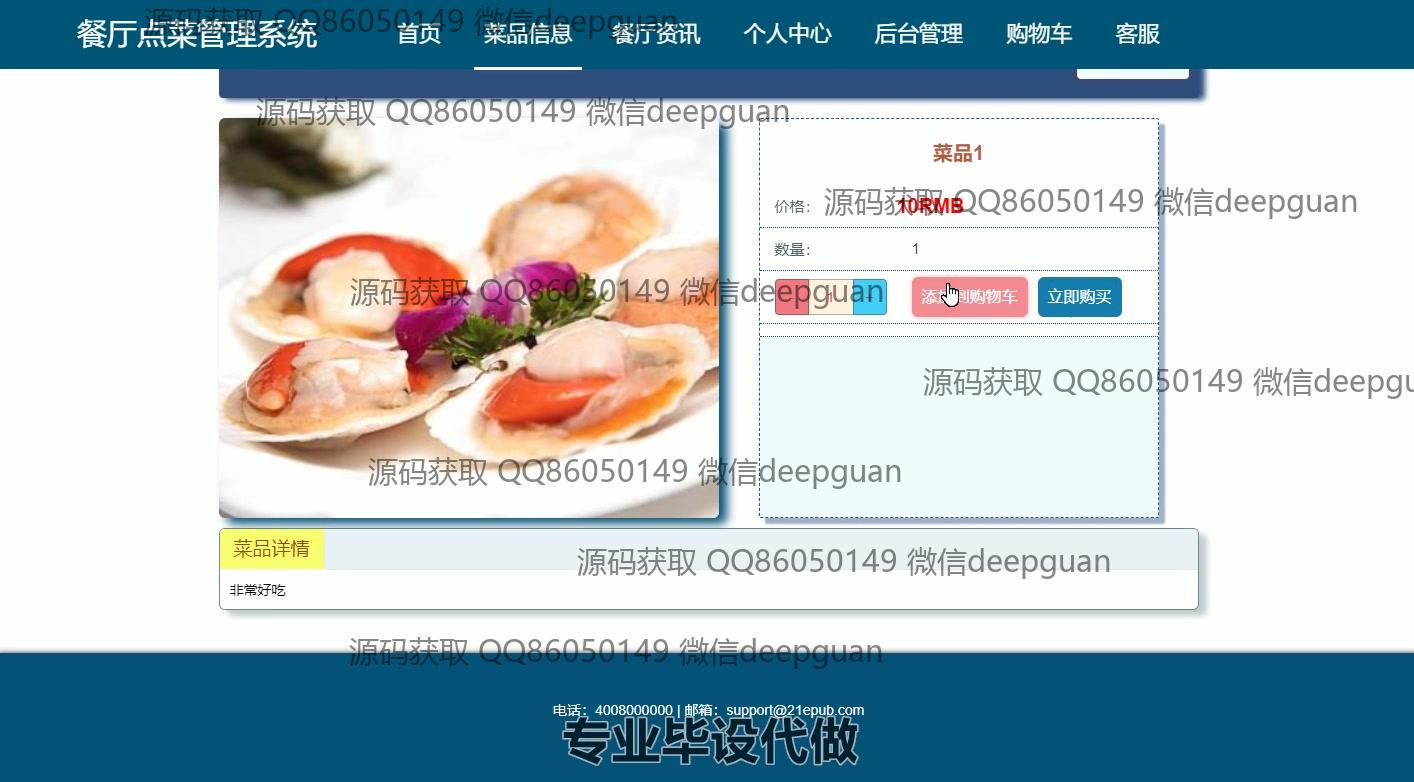 餐厅点菜管理系统 首页 菜品信息 餐厅资讯 个人中心 后台管理 购物车 客服
源码获取 QQ86050149 微信deepguan
源码获取 QQ86050149 微信deepguan
菜品1
价格： 10RMB
源码获取 QQ86050149 微信deepguan
数量： 1
源码获取 QQ86050149 微信deepguan
1 添加到购物车 立即购买
源码获取 QQ86050149 微信deepgu
源码获取 QQ86050149 微信deepguan
菜品详情
源码获取 QQ86050149 微信deepguan
非常好吃
源码获取 QQ86050149 微信deepguan
电话：4008000000 | 邮箱：support@21epub.com
专业毕设代做